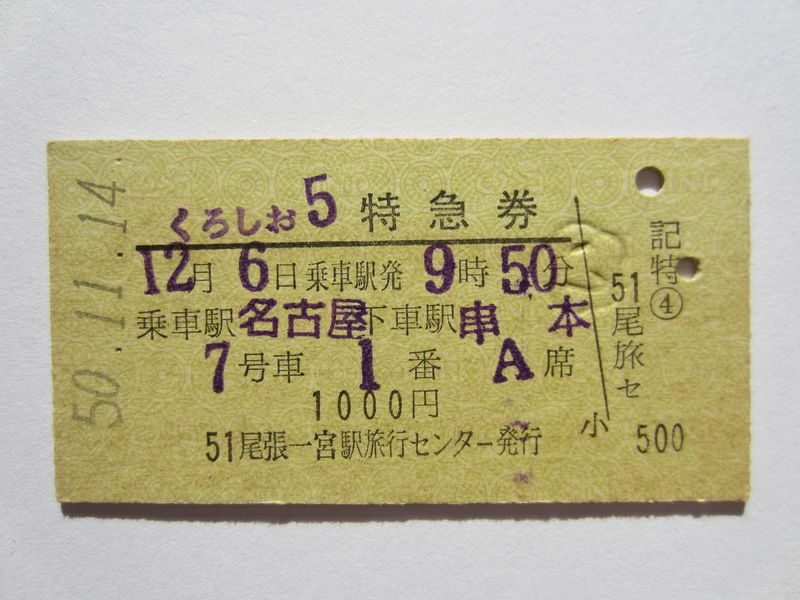 50.11.14
くろしお5 特急券
12月 6日 乗車駅発 9時50分
乗車駅 名古屋 下車駅 串本
7号車 1番 A席
1000円
51尾張一宮駅旅行センター発行
記特④
51尾旅セ
小 500